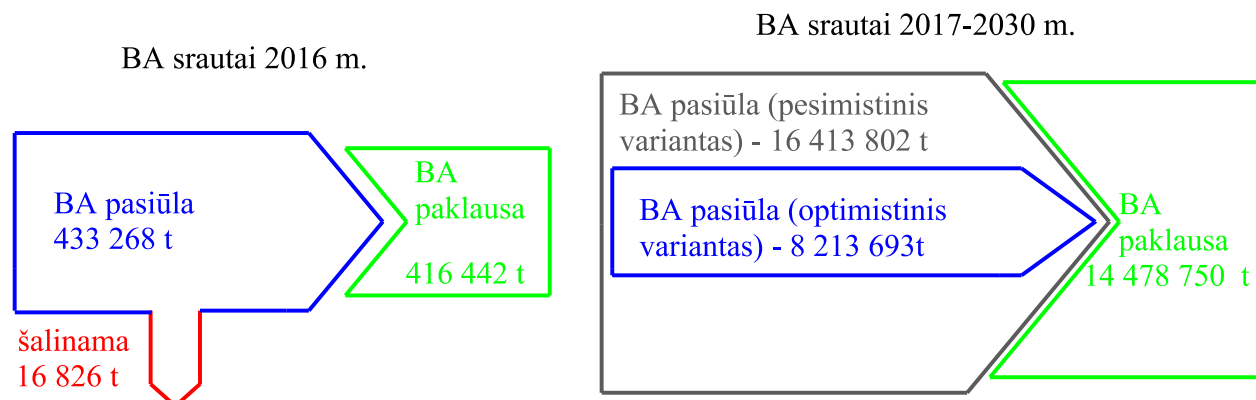 BA srautai 2016 m.
BA pasiūla
433 268 t
BA
paklausa
416 442 t
šalinama
16 826 t
BA srautai 2017-2030 m.
BA pasiūla (pesimistinis
variantas) - 16 413 802 t
BA pasiūla (optimistinis
variantas) - 8 213 693t
BA
paklausa
14 478 750 t